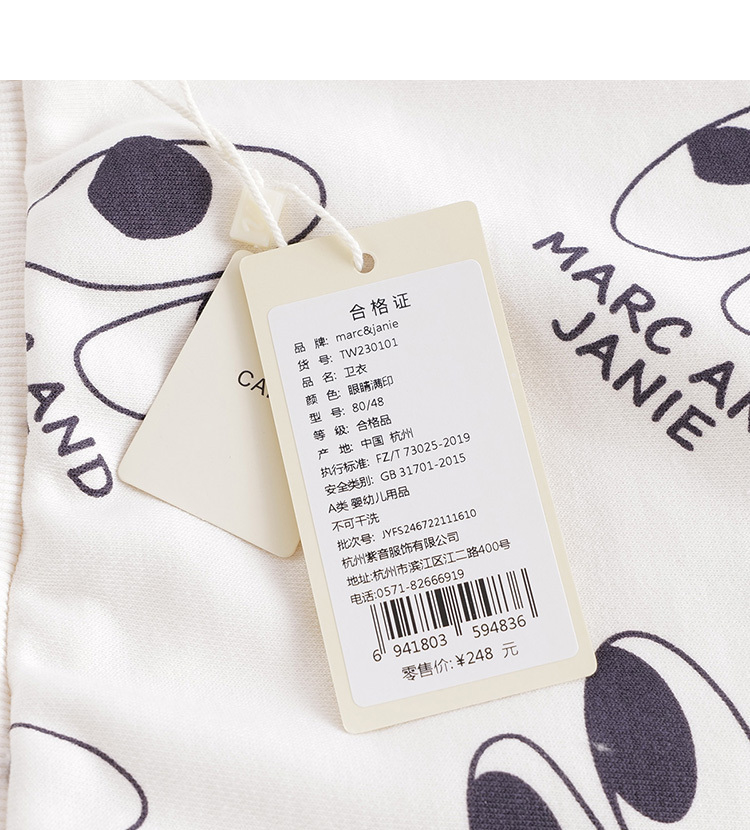 合格证
品 牌: marc&janie
货 号: TW230101
品 名: 卫衣
颜 色: 眼睛满印
型 号: 80/48
等 级: 合格品
产 地: 中国 杭州
执行标准: FZ/T 73025-2019
安全类别: GB 31701-2015
A类 婴幼儿用品
不可干洗
批次号: JYFS246722111610
杭州紫音服饰有限公司
地址:杭州市滨江区江二路400号
电话:0571-82666919
6 941803 594836
零售价:¥248 元
CA
MARC AN
JANIE
AND